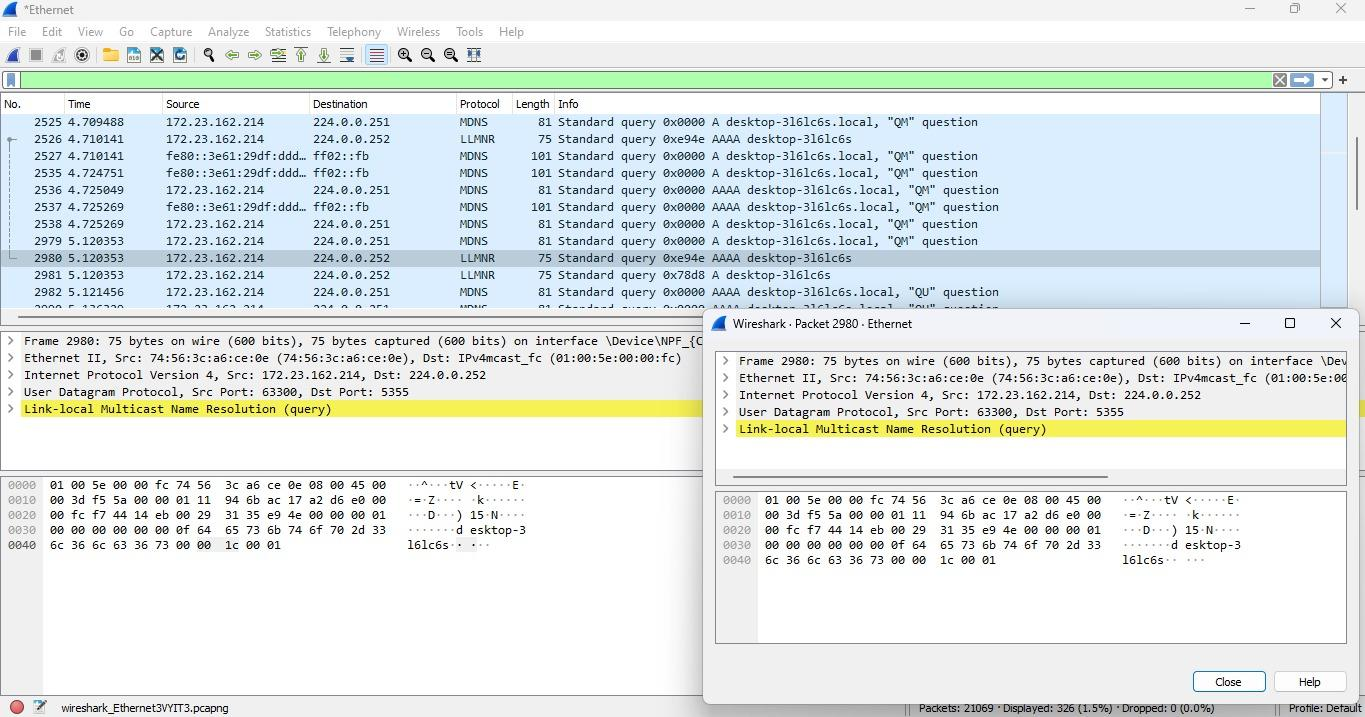 *Ethernet
File Edit View Go Capture Analyze Statistics Telephony Wireless Tools Help
No. Time Source Destination Protocol Length Info
2525 4.709488 172.23.162.214 224.0.0.251 MDNS 81 Standard query 0x0000 A desktop-3l6lc6s.local, "QM" question
2526 4.710141 172.23.162.214 224.0.0.252 LLMNR 75 Standard query 0xe94e AAAA desktop-3l6lc6s
2527 4.710141 fe80::3e61:29df:ddd… ff02::fb MDNS 101 Standard query 0x0000 A desktop-3l6lc6s.local, "QM" question
2535 4.724751 fe80::3e61:29df:ddd… ff02::fb MDNS 101 Standard query 0x0000 A desktop-3l6lc6s.local, "QM" question
2536 4.725049 172.23.162.214 224.0.0.251 MDNS 81 Standard query 0x0000 AAAA desktop-3l6lc6s.local, "QM" question
2537 4.725269 fe80::3e61:29df:ddd… ff02::fb MDNS 101 Standard query 0x0000 AAAA desktop-3l6lc6s.local, "QM" question
2538 4.725269 172.23.162.214 224.0.0.251 MDNS 81 Standard query 0x0000 A desktop-3l6lc6s.local, "QM" question
2979 5.120353 172.23.162.214 224.0.0.251 MDNS 81 Standard query 0x0000 A desktop-3l6lc6s.local, "QM" question
2980 5.120353 172.23.162.214 224.0.0.252 LLMNR 75 Standard query 0xe94e AAAA desktop-3l6lc6s
2981 5.120353 172.23.162.214 224.0.0.252 LLMNR 75 Standard query 0x78d8 A desktop-3l6lc6s
2982 5.121456 172.23.162.214 224.0.0.251 MDNS 81 Standard query 0x0000 AAAA desktop-3l6lc6s.local, "QU" question
Frame 2980: 75 bytes on wire (600 bits), 75 bytes captured (600 bits) on interface \Device\NPF_{C
Ethernet II, Src: 74:56:3c:a6:ce:0e (74:56:3c:a6:ce:0e), Dst: IPv4mcast_fc (01:00:5e:00:00:fc)
Internet Protocol Version 4, Src: 172.23.162.214, Dst: 224.0.0.252
User Datagram Protocol, Src Port: 63300, Dst Port: 5355
Link-local Multicast Name Resolution (query)
0000 01 00 5e 00 00 fc 74 56 3c a6 ce 0e 08 00 45 00 ··^···tV <·····E·
0010 00 3d f5 5a 00 00 01 11 94 6b ac 17 a2 d6 e0 00 ·=·Z···· ·k······
0020 00 fc f7 44 14 eb 00 29 31 35 e9 4e 00 00 00 01 ···D···) 15·N····
0030 00 00 00 00 00 00 0f 64 65 73 6b 74 6f 70 2d 33 ·······d esktop-3
0040 6c 36 6c 63 36 73 00 00 1c 00 01 l6lc6s·· ···
Wireshark · Packet 2980 · Ethernet
Frame 2980: 75 bytes on wire (600 bits), 75 bytes captured (600 bits) on interface \Dev
Ethernet II, Src: 74:56:3c:a6:ce:0e (74:56:3c:a6:ce:0e), Dst: IPv4mcast_fc (01:00:5e:00
Internet Protocol Version 4, Src: 172.23.162.214, Dst: 224.0.0.252
User Datagram Protocol, Src Port: 63300, Dst Port: 5355
Link-local Multicast Name Resolution (query)
0000 01 00 5e 00 00 fc 74 56 3c a6 ce 0e 08 00 45 00 ··^···tV <·····E·
0010 00 3d f5 5a 00 00 01 11 94 6b ac 17 a2 d6 e0 00 ·=·Z···· ·k······
0020 00 fc f7 44 14 eb 00 29 31 35 e9 4e 00 00 00 01 ···D···) 15·N····
0030 00 00 00 00 00 00 0f 64 65 73 6b 74 6f 70 2d 33 ·······d esktop-3
0040 6c 36 6c 63 36 73 00 00 1c 00 01 l6lc6s·· ···
Close Help
wireshark_Ethernet3VYIT3.pcapng Packets: 21069 · Displayed: 326 (1.5%) · Dropped: 0 (0.0%) Profile: Default